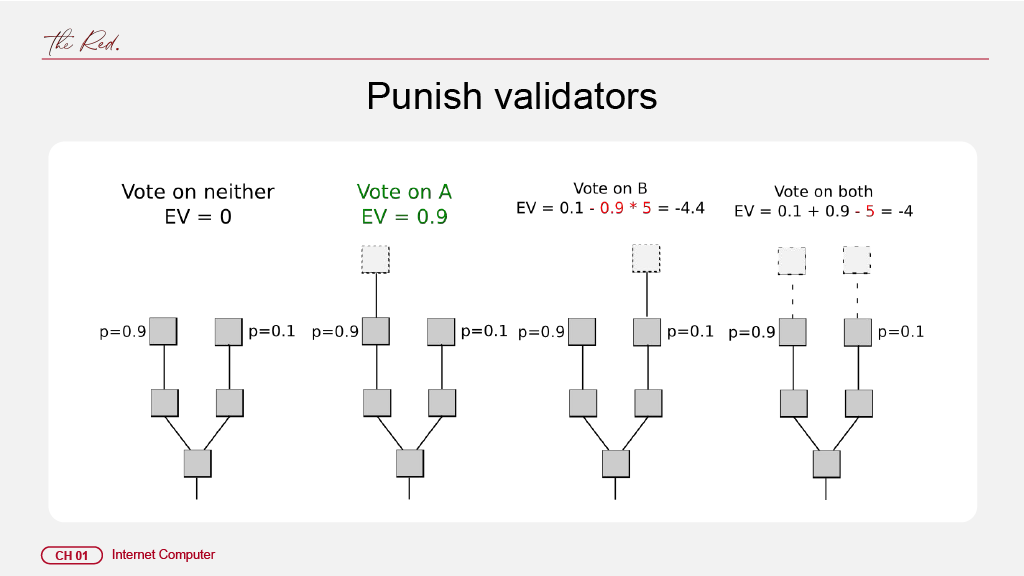 the Red.
Punish validators
Vote on neither
EV = 0
Vote on A
EV = 0.9
Vote on B
EV = 0.1 - 0.9 * 5 = -4.4
Vote on both
EV = 0.1 + 0.9 - 5 = -4
p=0.9 p=0.1 p=0.9 p=0.1 p=0.9 p=0.1 p=0.9 p=0.1
CH 01 Internet Computer